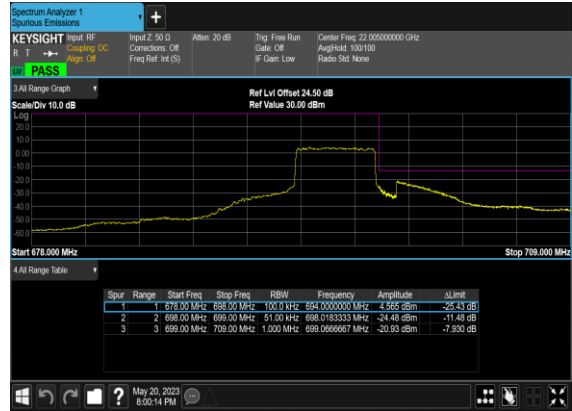 Spectrum Analyzer 1
Spurious Emissions
KEYSIGHT Input: RF Input Z: 50 Ω Atten: 20 dB Trig: Free Run Center Freq: 22.005000000 GHz
R T Coupling: DC Corrections: Off Gate: Off Avg|Hold: 100/100
Align: Off Freq Ref: Int (S) IF Gain: Low Radio Std: None
PASS
3 All Range Graph
Ref Lvl Offset 24.50 dB
Scale/Div 10.0 dB Ref Value 30.00 dBm
Log
20.0
10.0
0.00
-10.0
-20.0
-30.0
-40.0
-50.0
-60.0
Start 678.000 MHz Stop 709.000 MHz
4 All Range Table
Spur Range Start Freq Stop Freq RBW Frequency Amplitude ΔLimit
1 1 678.00 MHz 698.00 MHz 100.0 kHz 694.0000000 MHz 4.565 dBm -25.43 dB
2 2 698.00 MHz 699.00 MHz 51.00 kHz 698.0183333 MHz -24.48 dBm -11.48 dB
3 3 699.00 MHz 709.00 MHz 1.000 MHz 699.0666667 MHz -20.93 dBm -7.930 dB
? May 20, 2023
8:00:14 PM